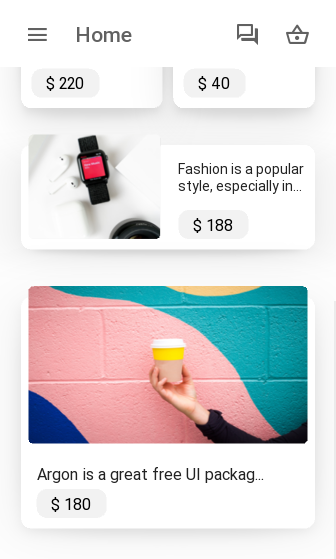 Home
$ 220
$ 40
Fashion is a popular
style, especially in...
$ 188
Argon is a great free UI packag...
$ 180